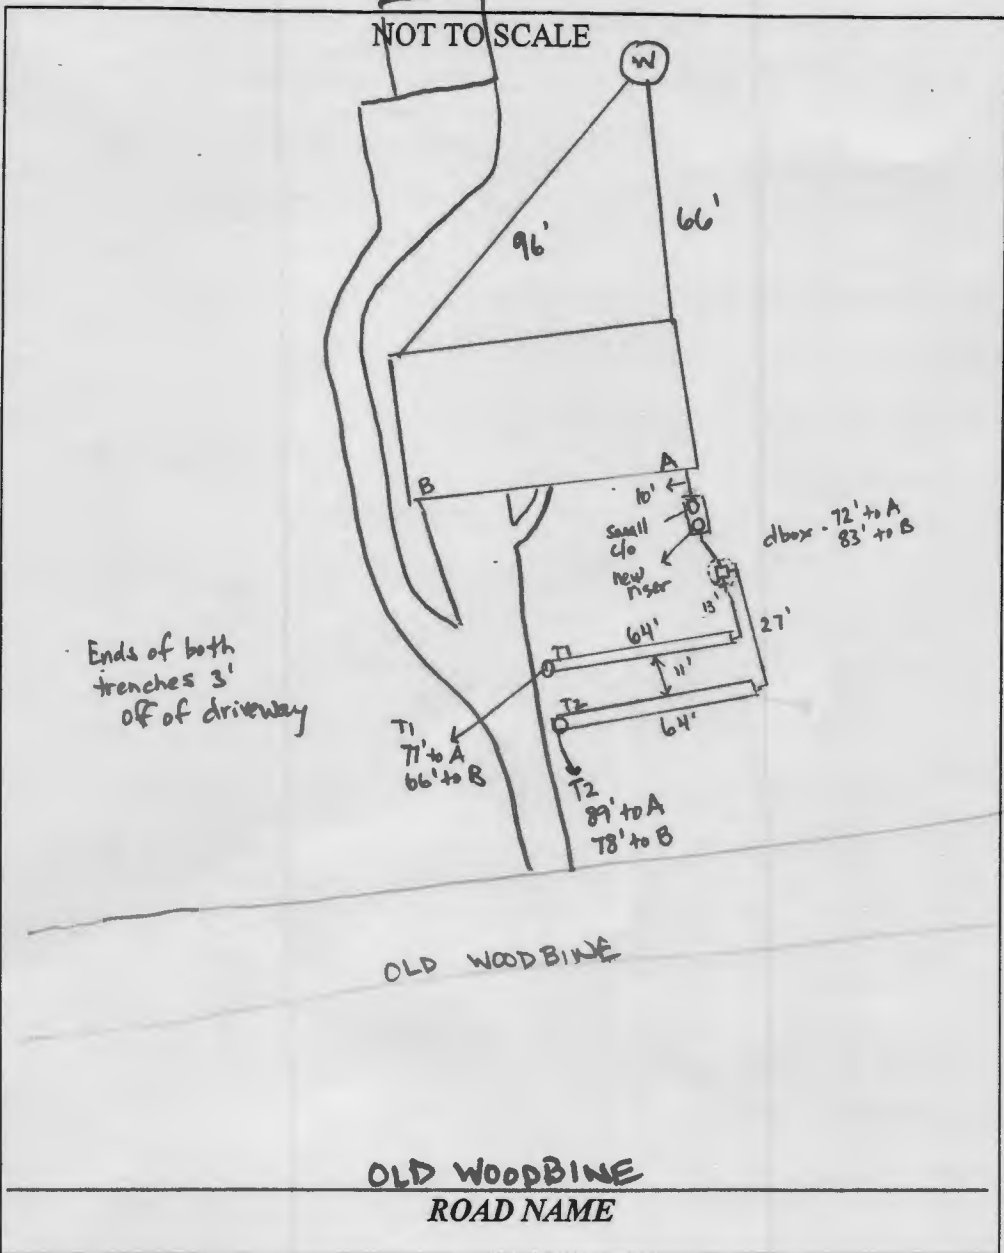 NOT TO SCALE
W
96'
66'
B
A
10'
small
c/o
new
riser
dbox - 72' to A
83' to B
13'
27'
64'
T1
11'
T2
64'
Ends of both
trenches 3'
off of driveway
T1
77' to A
66' to B
T2
89' to A
78' to B
OLD WOODBINE
OLD WOODBINE
ROAD NAME